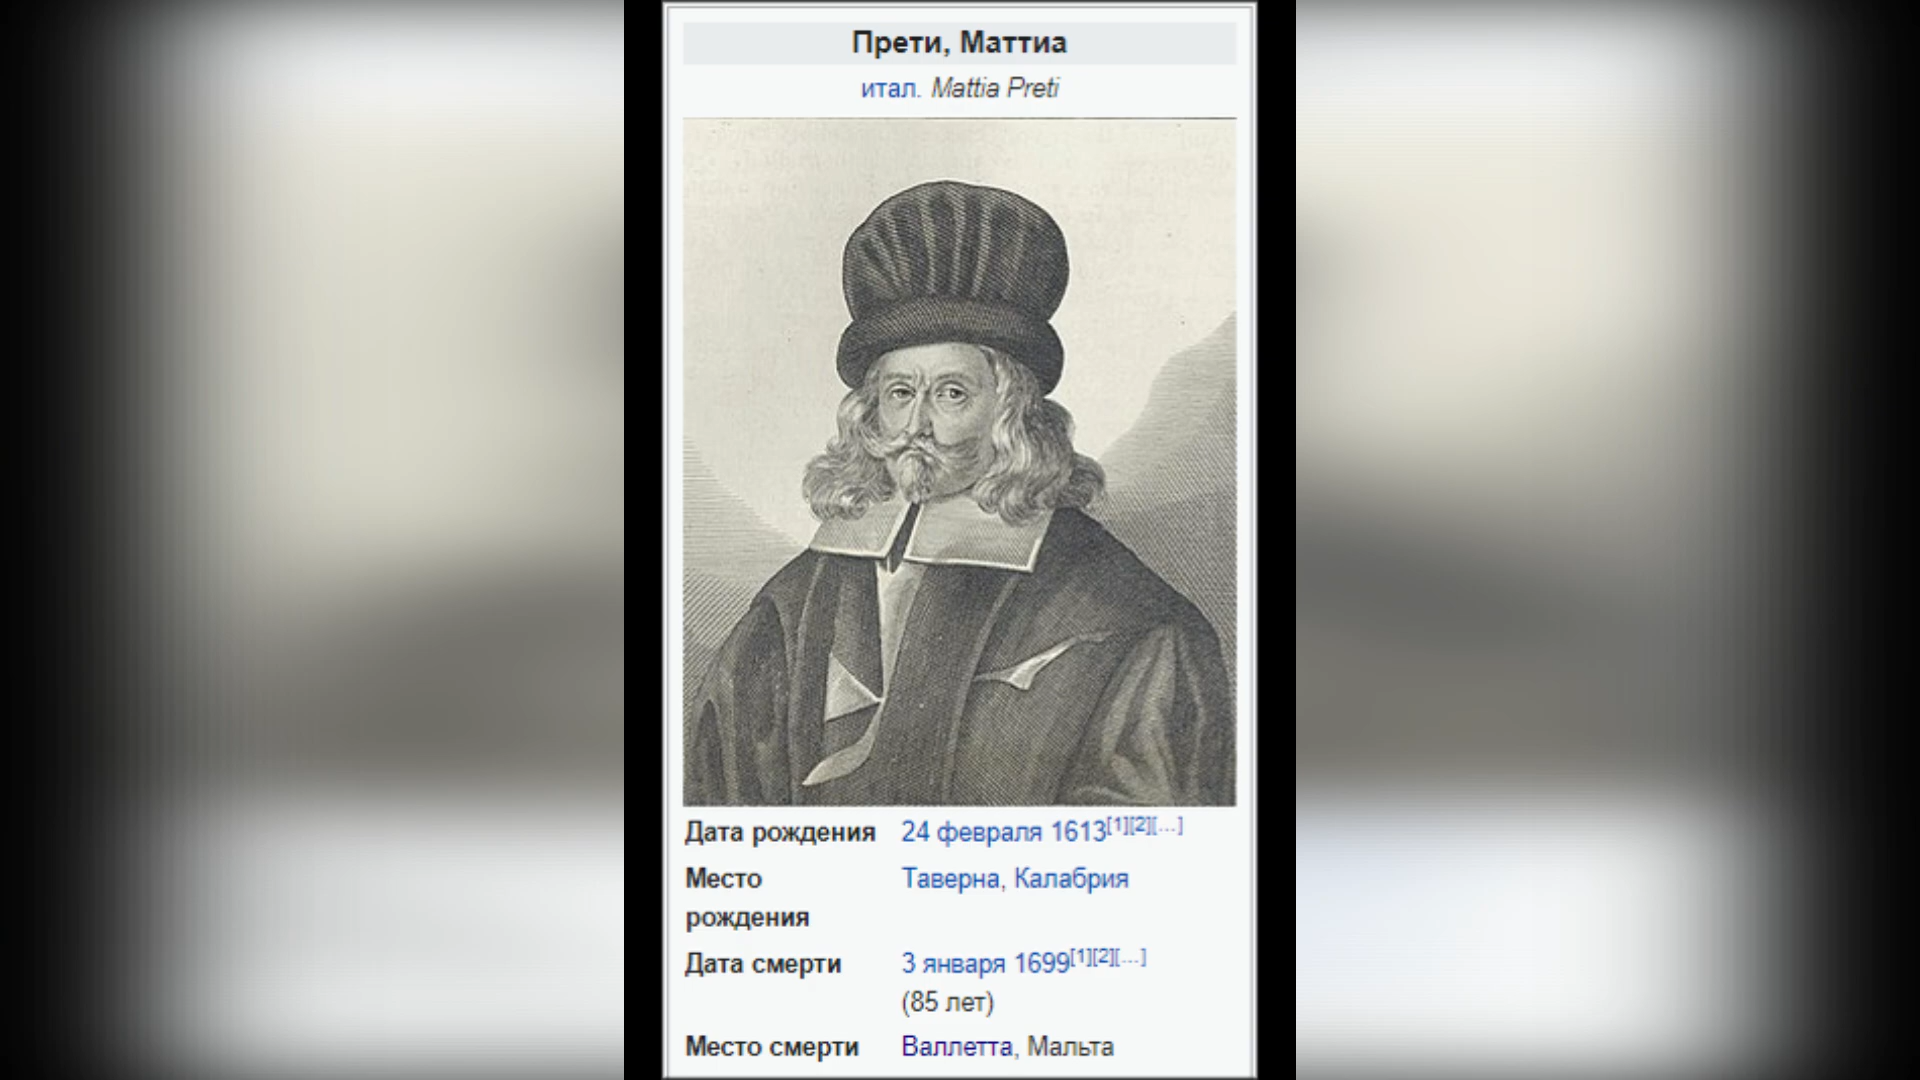 Прети, Маттиа
итал. Mattia Preti
Дата рождения 24 февраля 1613[1][2][…]
Место Таверна, Калабрия
рождения
Дата смерти 3 января 1699[1][2][…]
(85 лет)
Место смерти Валлетта, Мальта